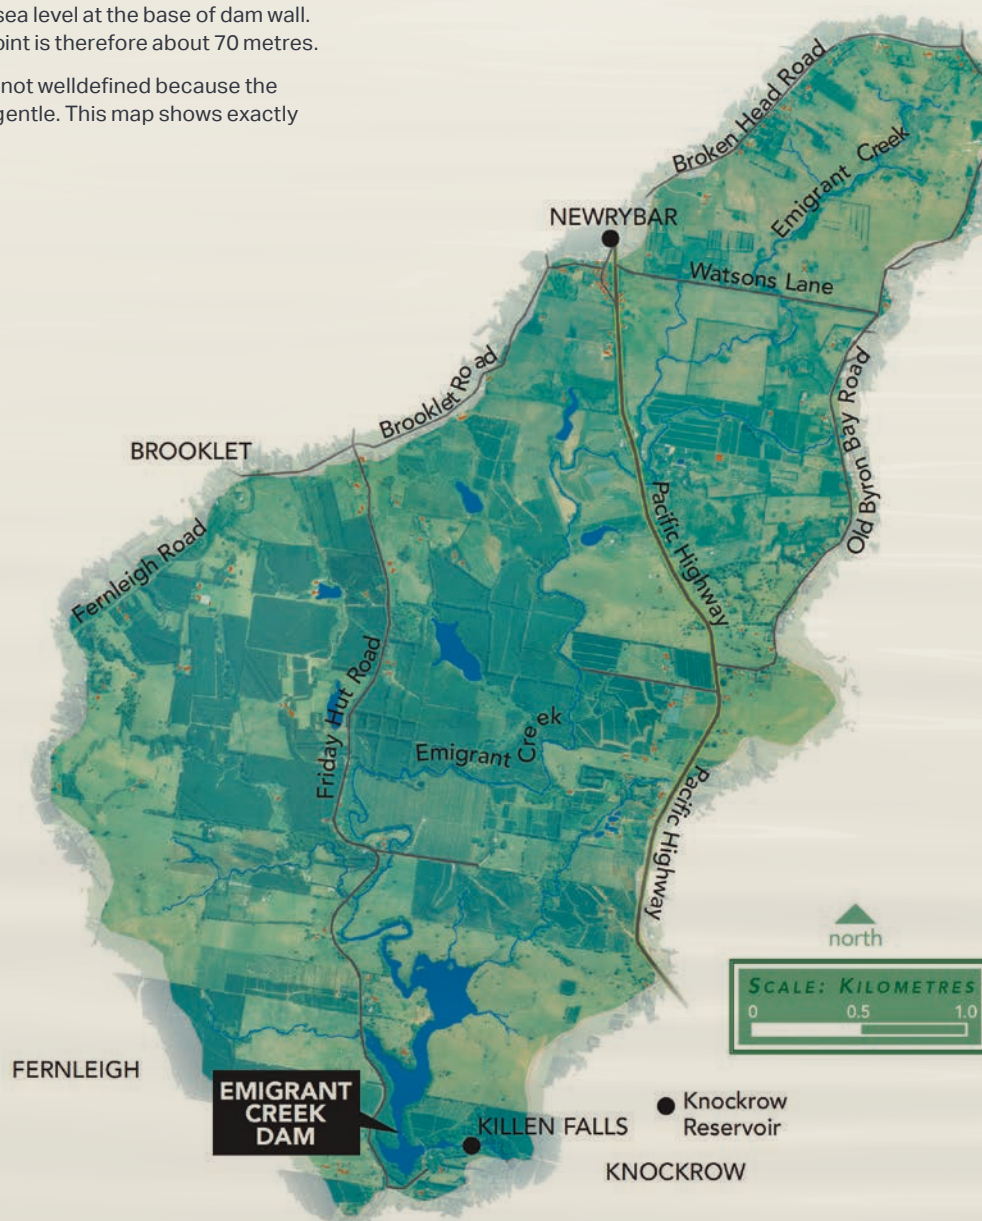 sea level at the base of dam wall.
oint is therefore about 70 metres.
not welldefined because the
gentle. This map shows exactly
Broken Head Road
Emigrant Creek
NEWRYBAR
Watsons Lane
Brooklet Road
BROOKLET
Old Byron Bay Road
Pacific Highway
Fernleigh Road
Friday Hut Road
Emigrant Creek
Pacific Highway
north
SCALE: KILOMETRES
0 0.5 1.0
FERNLEIGH
EMIGRANT
CREEK
DAM
KILLEN FALLS
Knockrow
Reservoir
KNOCKROW